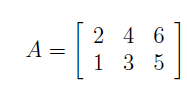 A = [ 2 4 6
1 3 5 ]